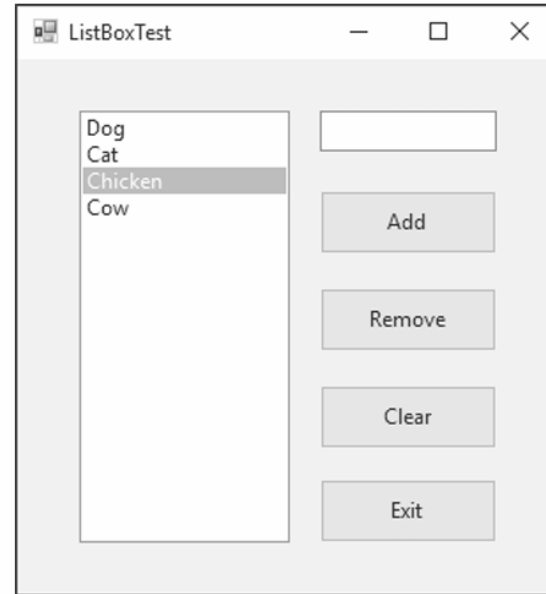 ListBoxTest
Dog
Cat
Chicken
Cow
Add
Remove
Clear
Exit